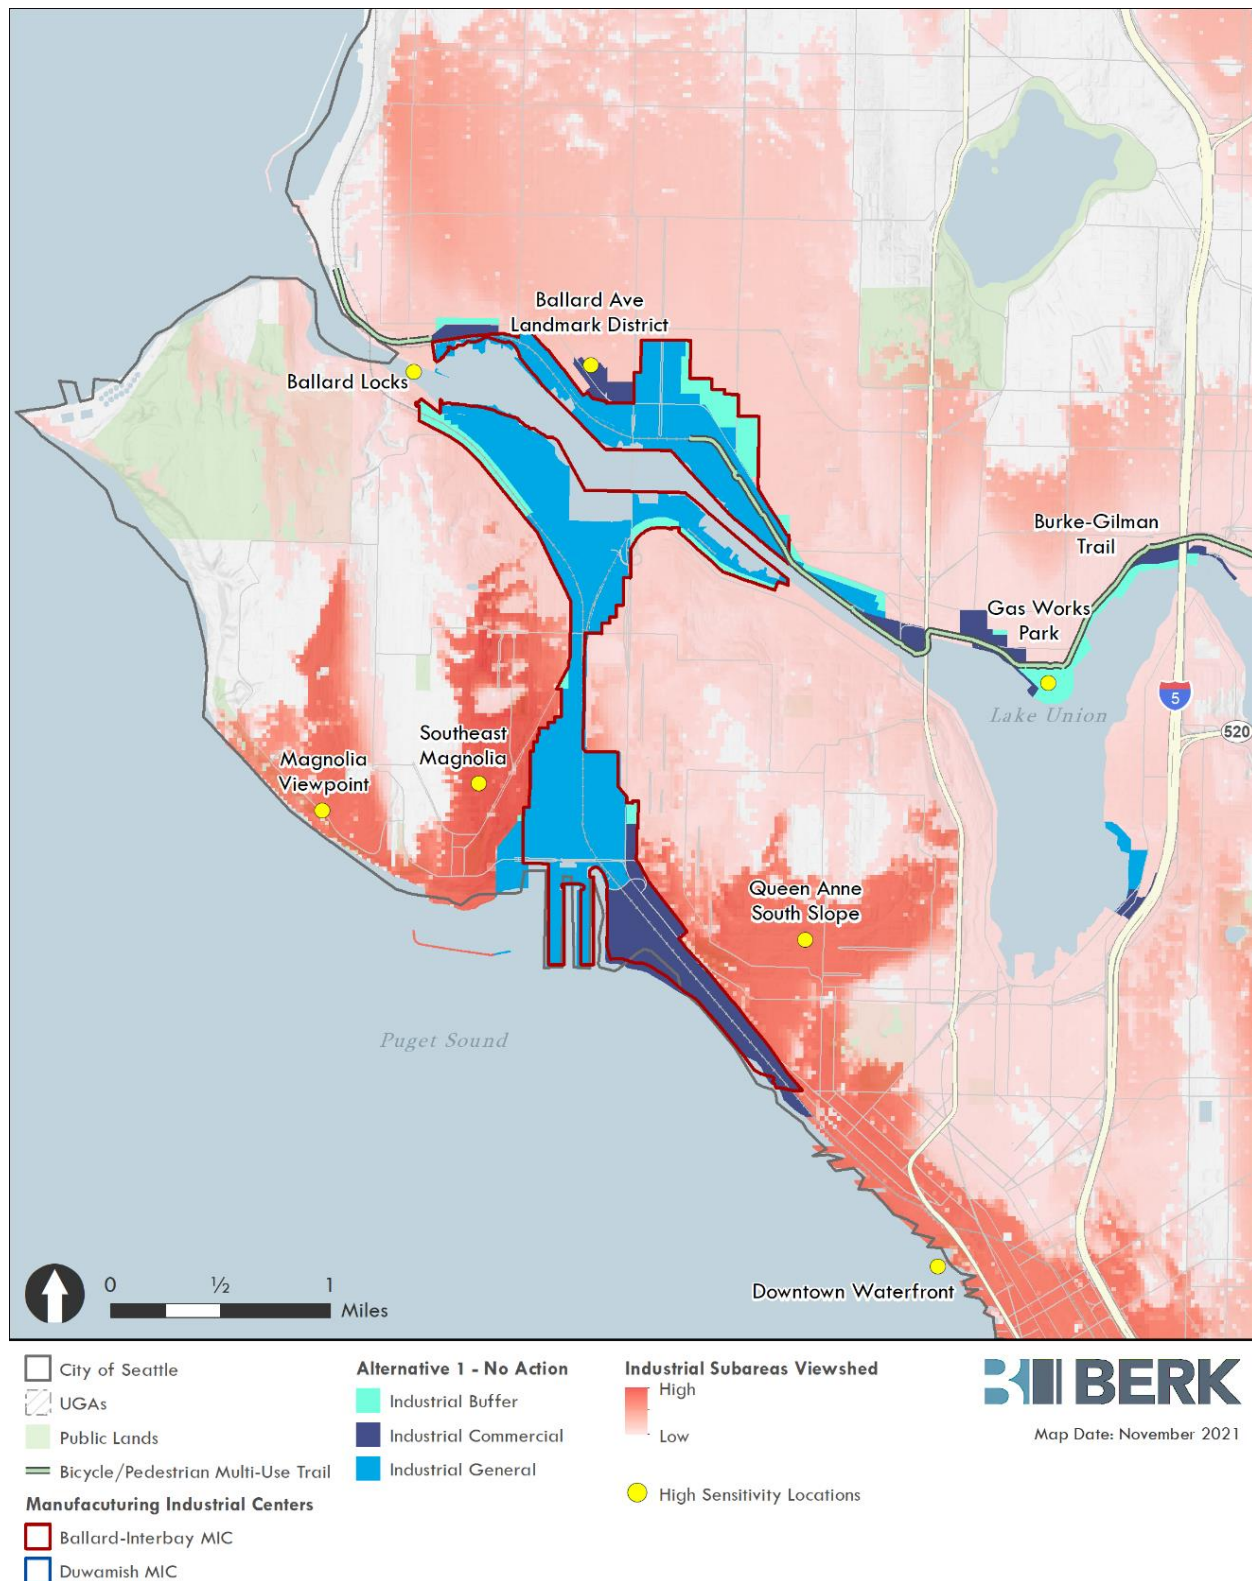 Ballard Ave
Landmark District
Ballard Locks
Burke-Gilman
Trail
Gas Works
Park
Lake Union
5
520
Southeast
Magnolia
Magnolia
Viewpoint
Queen Anne
South Slope
Puget Sound
Downtown Waterfront
0 ½ 1
Miles
City of Seattle
UGAs
Public Lands
Bicycle/Pedestrian Multi-Use Trail
Manufacuturing Industrial Centers
Ballard-Interbay MIC
Duwamish MIC
Alternative 1 - No Action
Industrial Buffer
Industrial Commercial
Industrial General
Industrial Subareas Viewshed
High
Low
High Sensitivity Locations
BERK
Map Date: November 2021